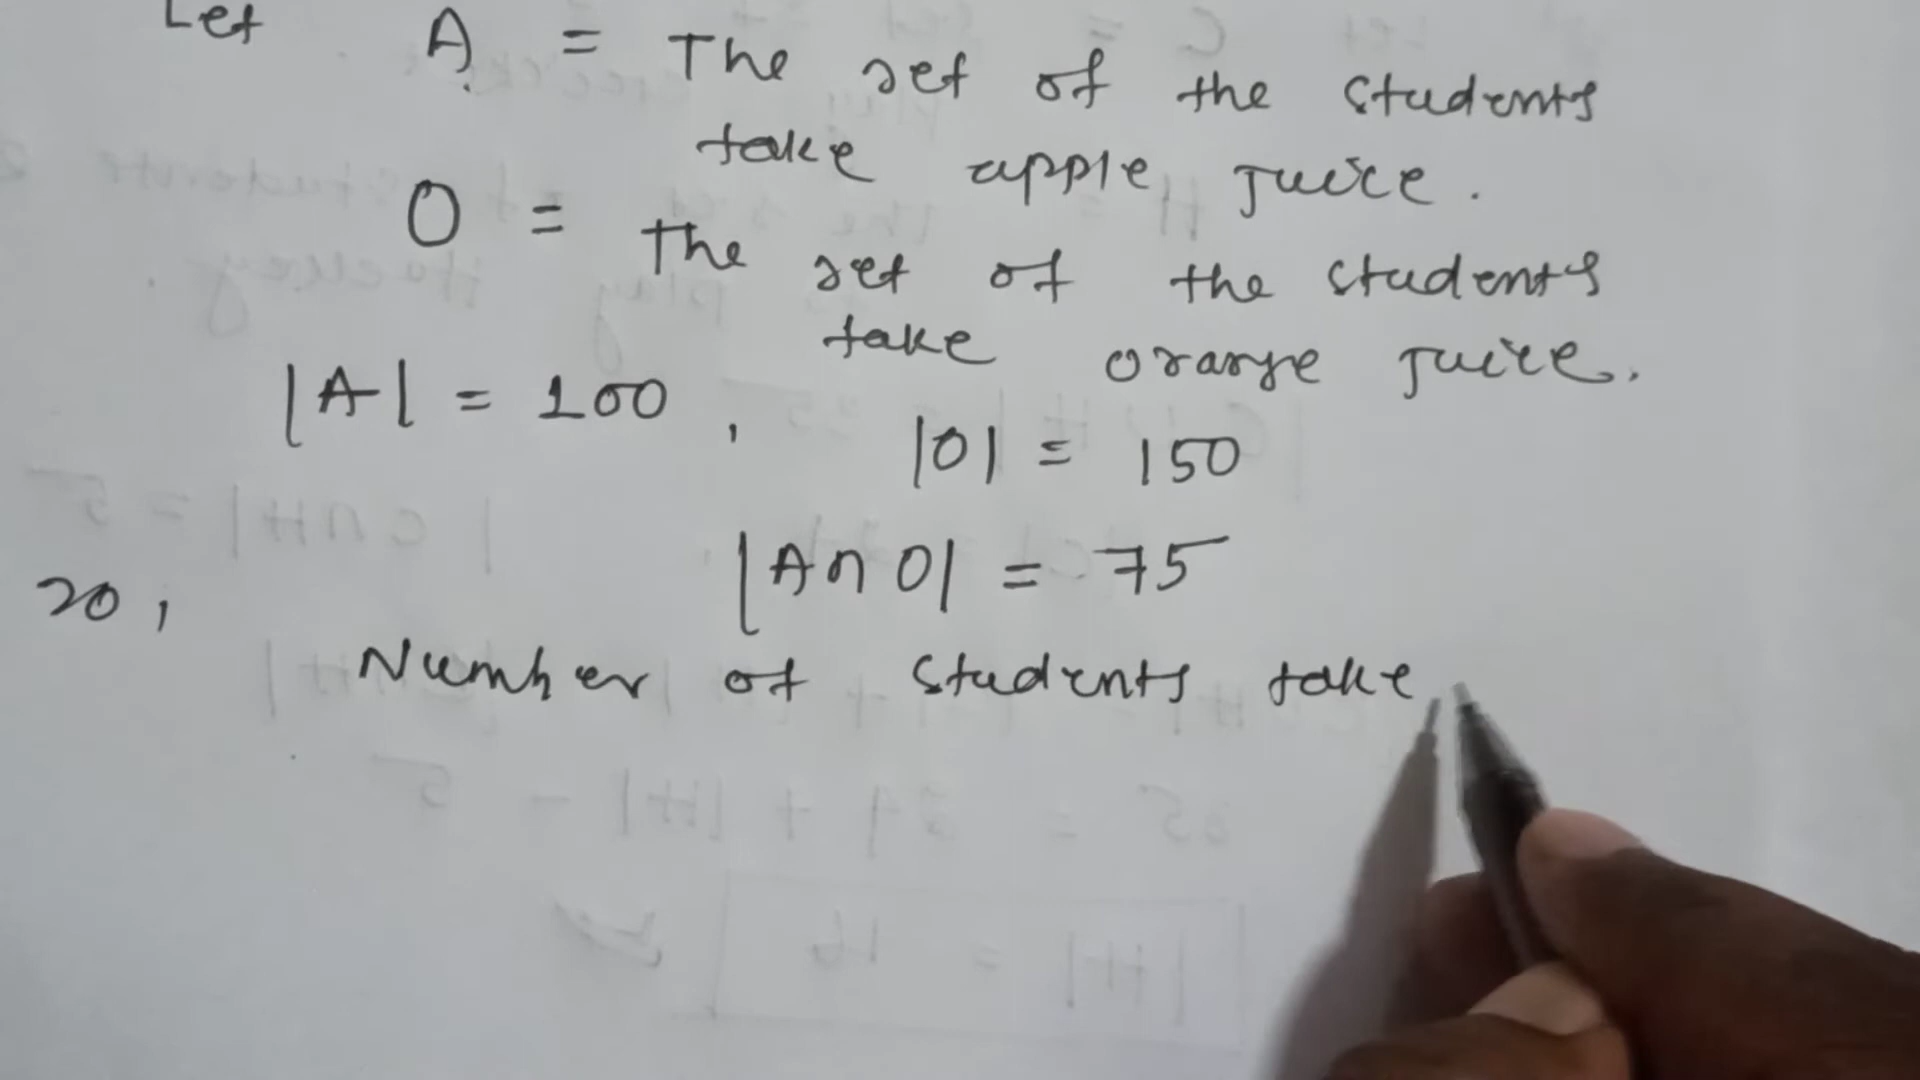 Let A = The set of the students
take apple Juice.
O = The set of the students
take orange Juice.
|A| = 100 , |O| = 150
|A∩O| = 75
so,
Number of students take